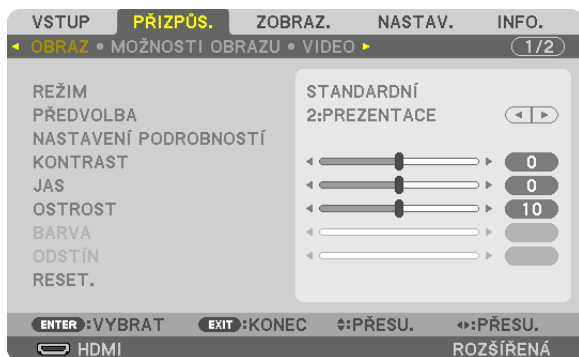 VSTUP PŘIZPŮS. ZOBRAZ. NASTAV. INFO.
OBRAZ • MOŽNOSTI OBRAZU • VIDEO 1/2
REŽIM STANDARDNÍ
PŘEDVOLBA 2:PREZENTACE
NASTAVENÍ PODROBNOSTÍ
KONTRAST 0
JAS 0
OSTROST 10
BARVA
ODSTÍN
RESET.
ENTER :VYBRAT EXIT :KONEC :PŘESU. :PŘESU.
HDMI ROZŠÍŘENÁ